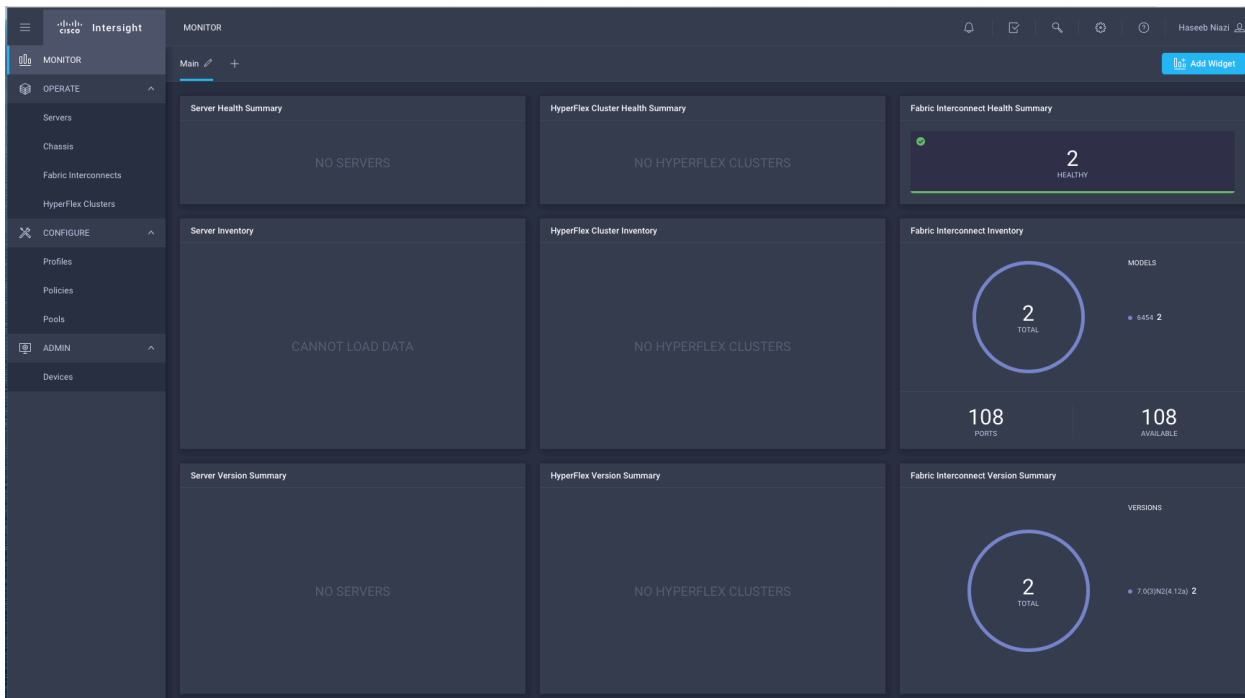 CISCO Intersight
MONITOR
Haseeb Niazi
MONITOR
OPERATE
Servers
Chassis
Fabric Interconnects
HyperFlex Clusters
CONFIGURE
Profiles
Policies
Pools
ADMIN
Devices
Main
Add Widget
Server Health Summary
NO SERVERS
HyperFlex Cluster Health Summary
NO HYPERFLEX CLUSTERS
Fabric Interconnect Health Summary
2
HEALTHY
Server Inventory
CANNOT LOAD DATA
HyperFlex Cluster Inventory
NO HYPERFLEX CLUSTERS
Fabric Interconnect Inventory
2
TOTAL
MODELS
6454 2
108
PORTS
108
AVAILABLE
Server Version Summary
NO SERVERS
HyperFlex Version Summary
NO HYPERFLEX CLUSTERS
Fabric Interconnect Version Summary
2
TOTAL
VERSIONS
7.0(3)N2(4.12a) 2